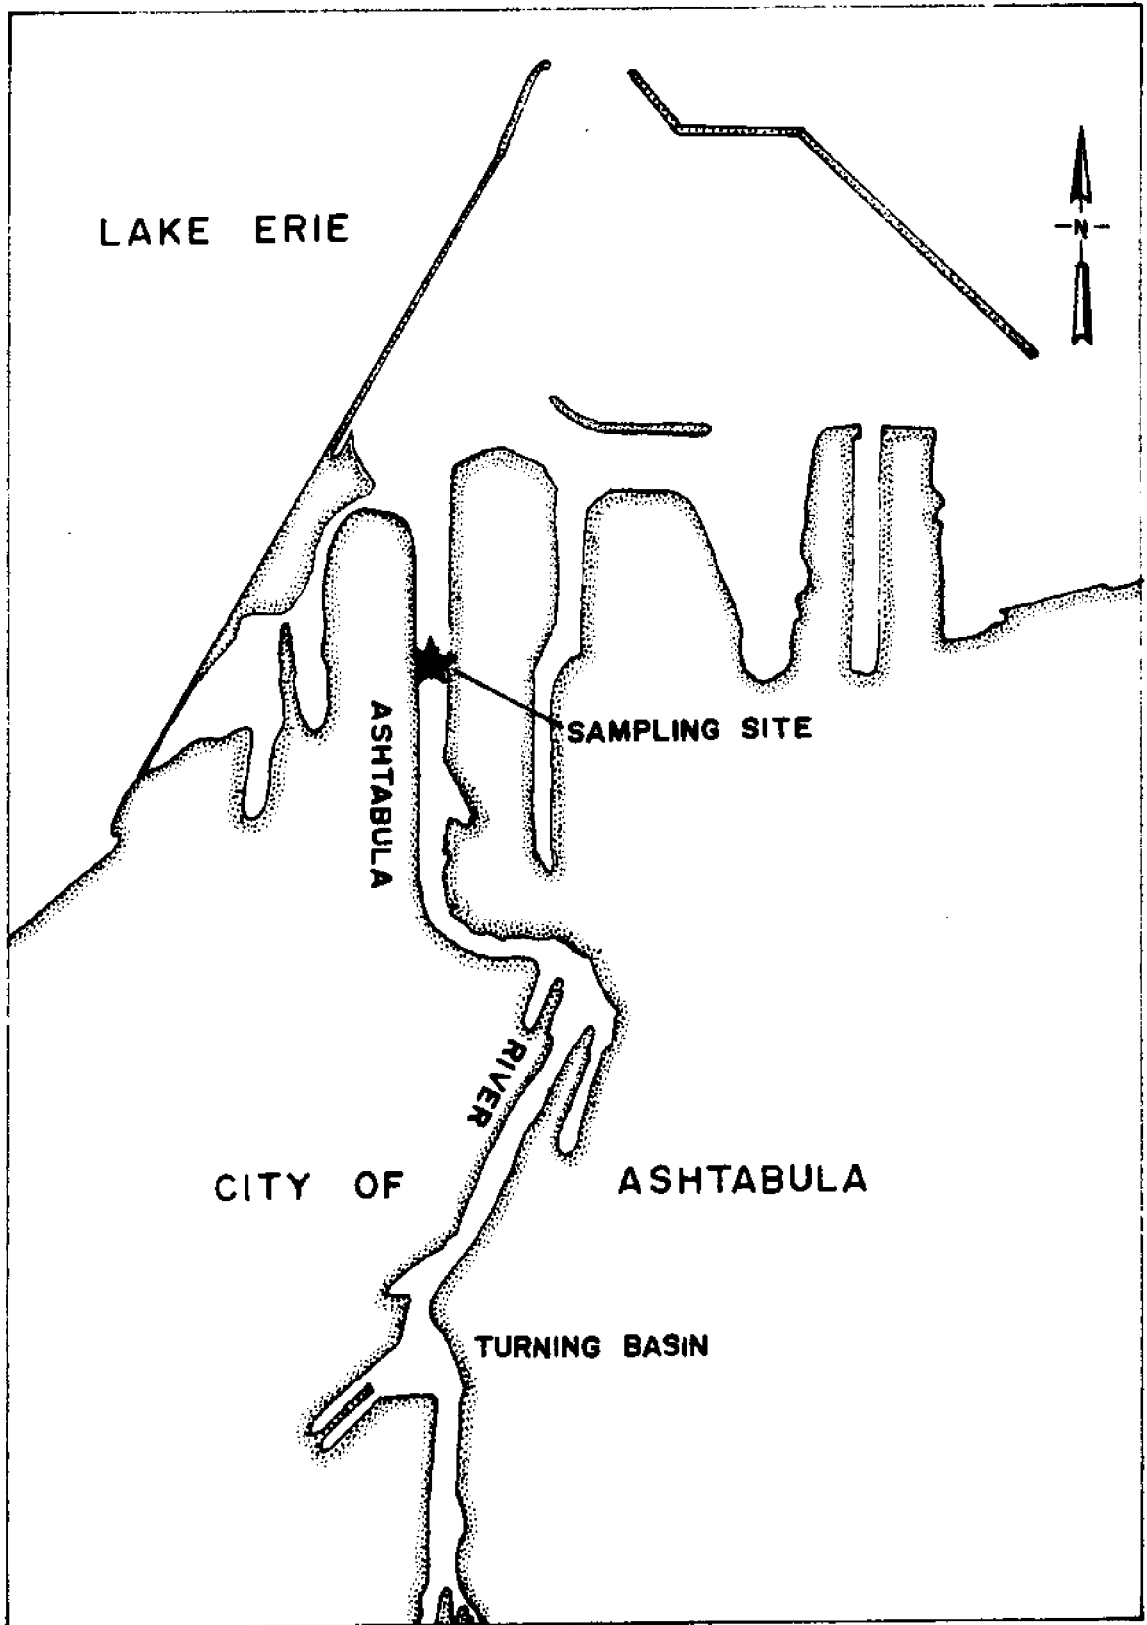 LAKE ERIE
-N-
SAMPLING SITE
ASHTABULA
RIVER
CITY OF ASHTABULA
TURNING BASIN